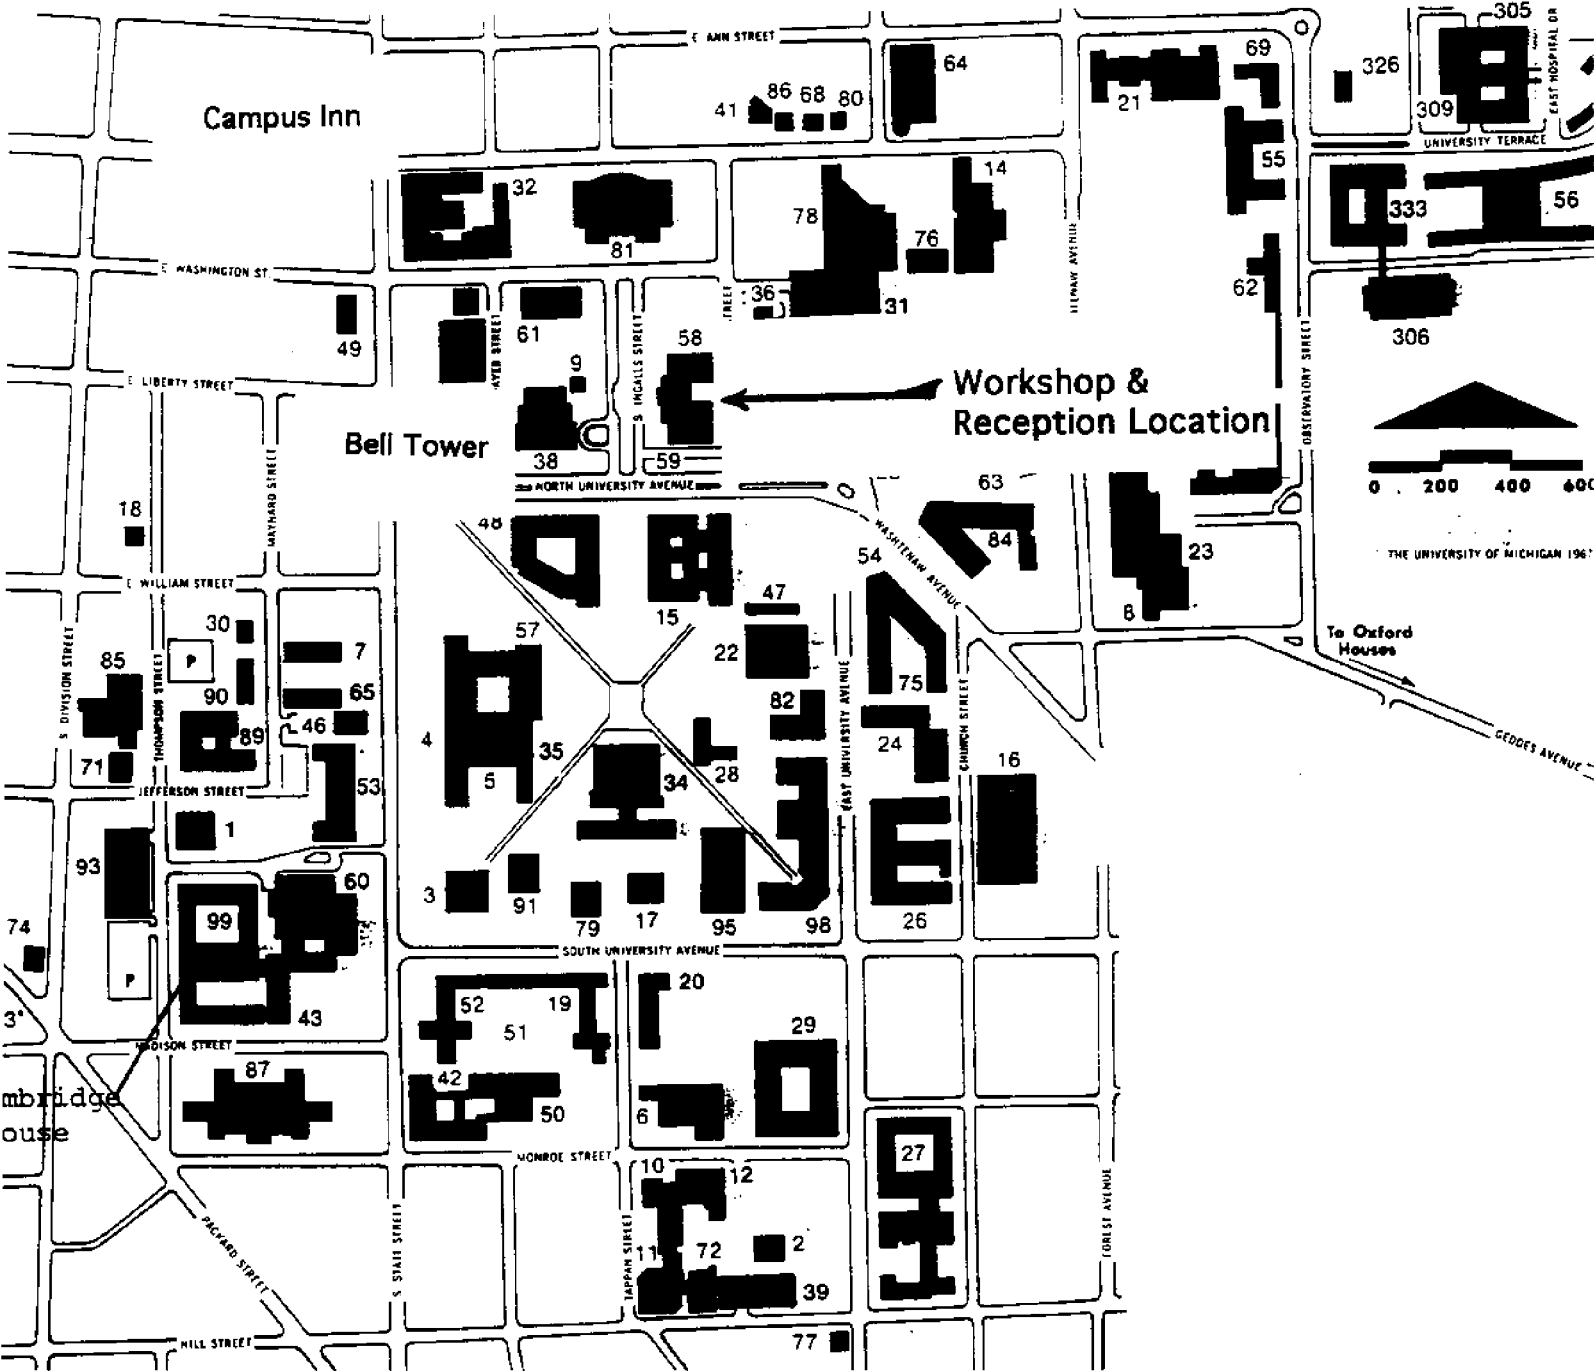 305
E ANN STREET
EAST HOSPITAL DR
69
64
326
86 68 80
41
21
309
Campus Inn
UNIVERSITY TERRACE
55
14
32
56
333
78
76
81
E WASHINGTON ST.
62
36
31
61
306
58
49
S INGALLS STREET
OBSERVATORY STREET
9
E LIBERTY STREET
Workshop &
Reception Location
Bell Tower
38
59
0 200 400 600
NORTH UNIVERSITY AVENUE
63
MAYNARD STREET
18
48
WASHTENAW AVENUE
84
23
54
THE UNIVERSITY OF MICHIGAN
E WILLIAM STREET
47
8
15
30
57
To Oxford
Houses
S DIVISION STREET
THOMPSON STREET
P
7
22
85
90
65
75
82
EAST UNIVERSITY AVENUE
CHURCH STREET
46
89
4
35
24
GEDDES AVENUE
71
5
34
28
16
JEFFERSON STREET
53
1
93
60
3
91
79
17
95
98
26
99
74
SOUTH UNIVERSITY AVENUE
P
52
19
20
51
43
29
3
MADISON STREET
87
42
50
6
mbridge
ouse
MONROE STREET
27
10
12
PACKARD STREET
S STATE STREET
TAPPAN STREET
FOREST AVENUE
11
72
2
39
77
HILL STREET